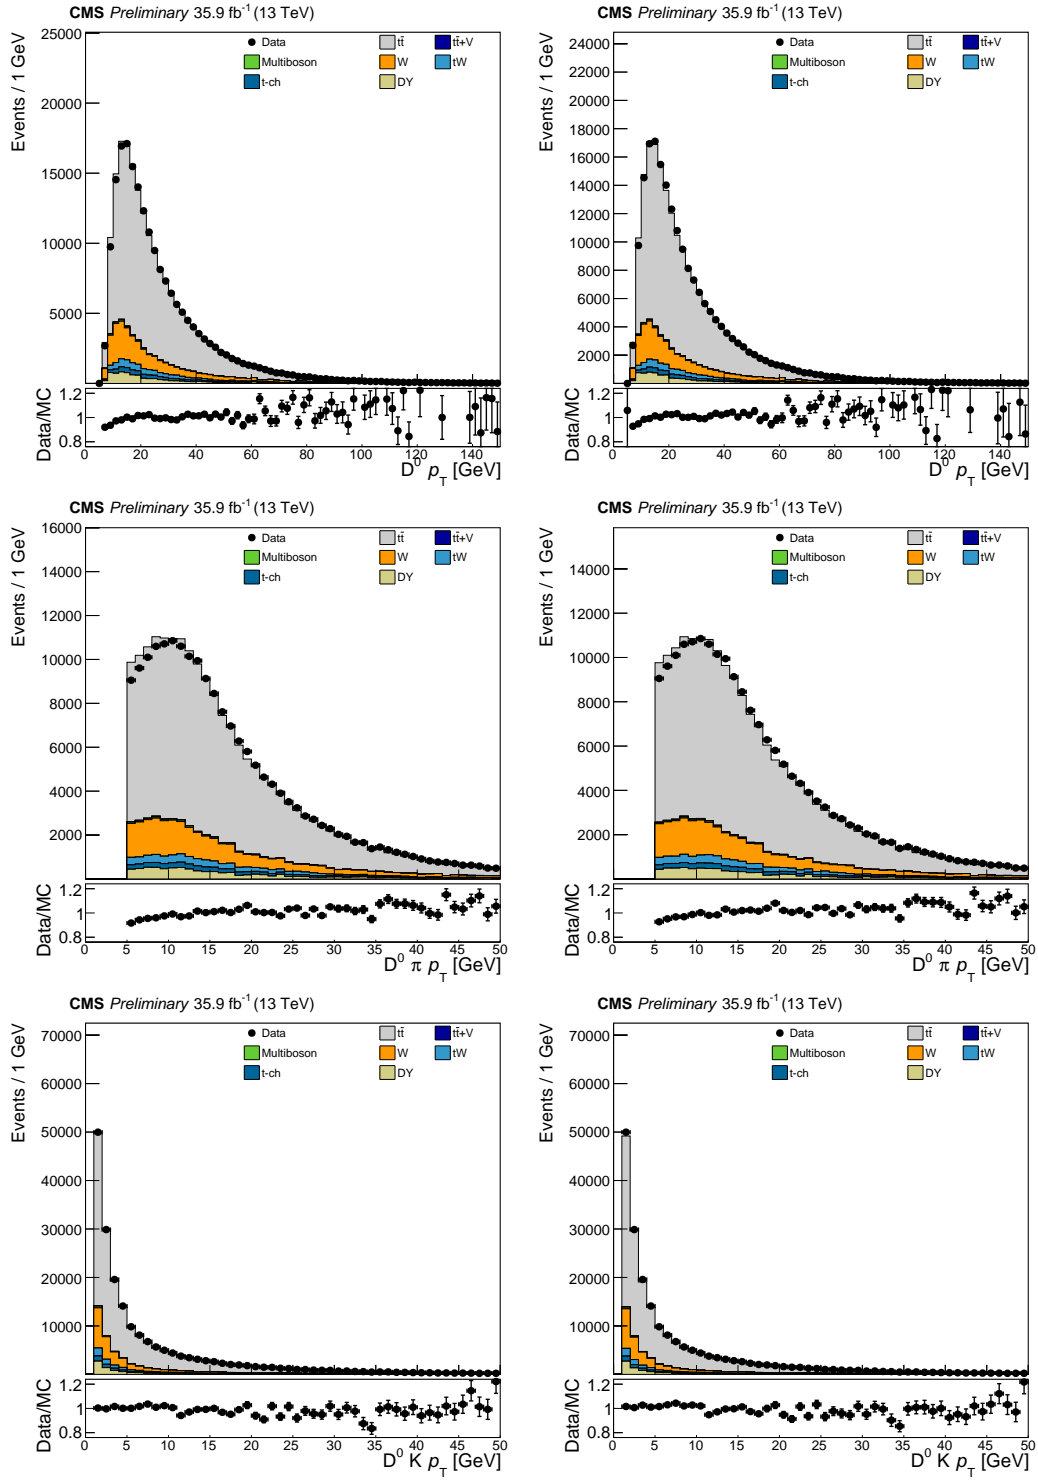 CMS Preliminary 35.9 fb⁻¹ (13 TeV)
Events / 1 GeV
25000
20000
15000
10000
5000
Data
tt̄
tt̄+V
Multiboson
W
tW
t-ch
DY
Data/MC
1.2
1
0.8
0 20 40 60 80 100 120 140
D⁰ p_T [GeV]
CMS Preliminary 35.9 fb⁻¹ (13 TeV)
Events / 1 GeV
24000
22000
20000
18000
16000
14000
12000
10000
8000
6000
4000
2000
Data
tt̄
tt̄+V
Multiboson
W
tW
t-ch
DY
Data/MC
1.2
1
0.8
0 20 40 60 80 100 120 140
D⁰ p_T [GeV]
CMS Preliminary 35.9 fb⁻¹ (13 TeV)
Events / 1 GeV
16000
14000
12000
10000
8000
6000
4000
2000
Data
tt̄
tt̄+V
Multiboson
W
tW
t-ch
DY
Data/MC
1.2
1
0.8
0 5 10 15 20 25 30 35 40 45 50
D⁰ π p_T [GeV]
CMS Preliminary 35.9 fb⁻¹ (13 TeV)
Events / 1 GeV
14000
12000
10000
8000
6000
4000
2000
Data
tt̄
tt̄+V
Multiboson
W
tW
t-ch
DY
Data/MC
1.2
1
0.8
0 5 10 15 20 25 30 35 40 45 50
D⁰ π p_T [GeV]
CMS Preliminary 35.9 fb⁻¹ (13 TeV)
Events / 1 GeV
70000
60000
50000
40000
30000
20000
10000
Data
tt̄
tt̄+V
Multiboson
W
tW
t-ch
DY
Data/MC
1.2
1
0.8
0 5 10 15 20 25 30 35 40 45 50
D⁰ K p_T [GeV]
CMS Preliminary 35.9 fb⁻¹ (13 TeV)
Events / 1 GeV
70000
60000
50000
40000
30000
20000
10000
Data
tt̄
tt̄+V
Multiboson
W
tW
t-ch
DY
Data/MC
1.2
1
0.8
0 5 10 15 20 25 30 35 40 45 50
D⁰ K p_T [GeV]